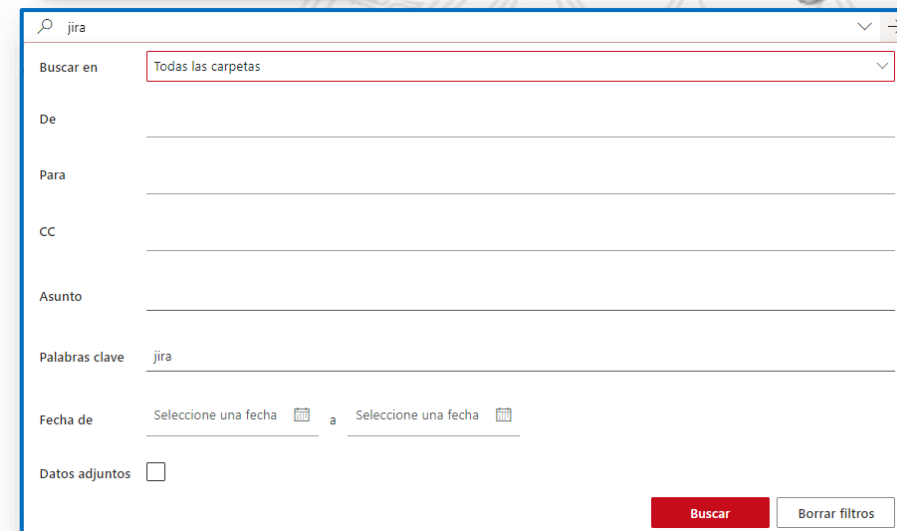 jira
Buscar en Todas las carpetas
De
Para
CC
Asunto
Palabras clave jira
Fecha de Seleccione una fecha a Seleccione una fecha
Datos adjuntos
Buscar Borrar filtros